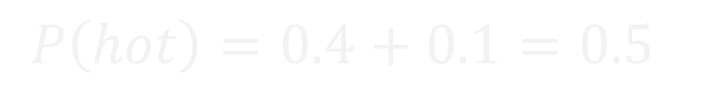 P(hot) = 0.4 + 0.1 = 0.5